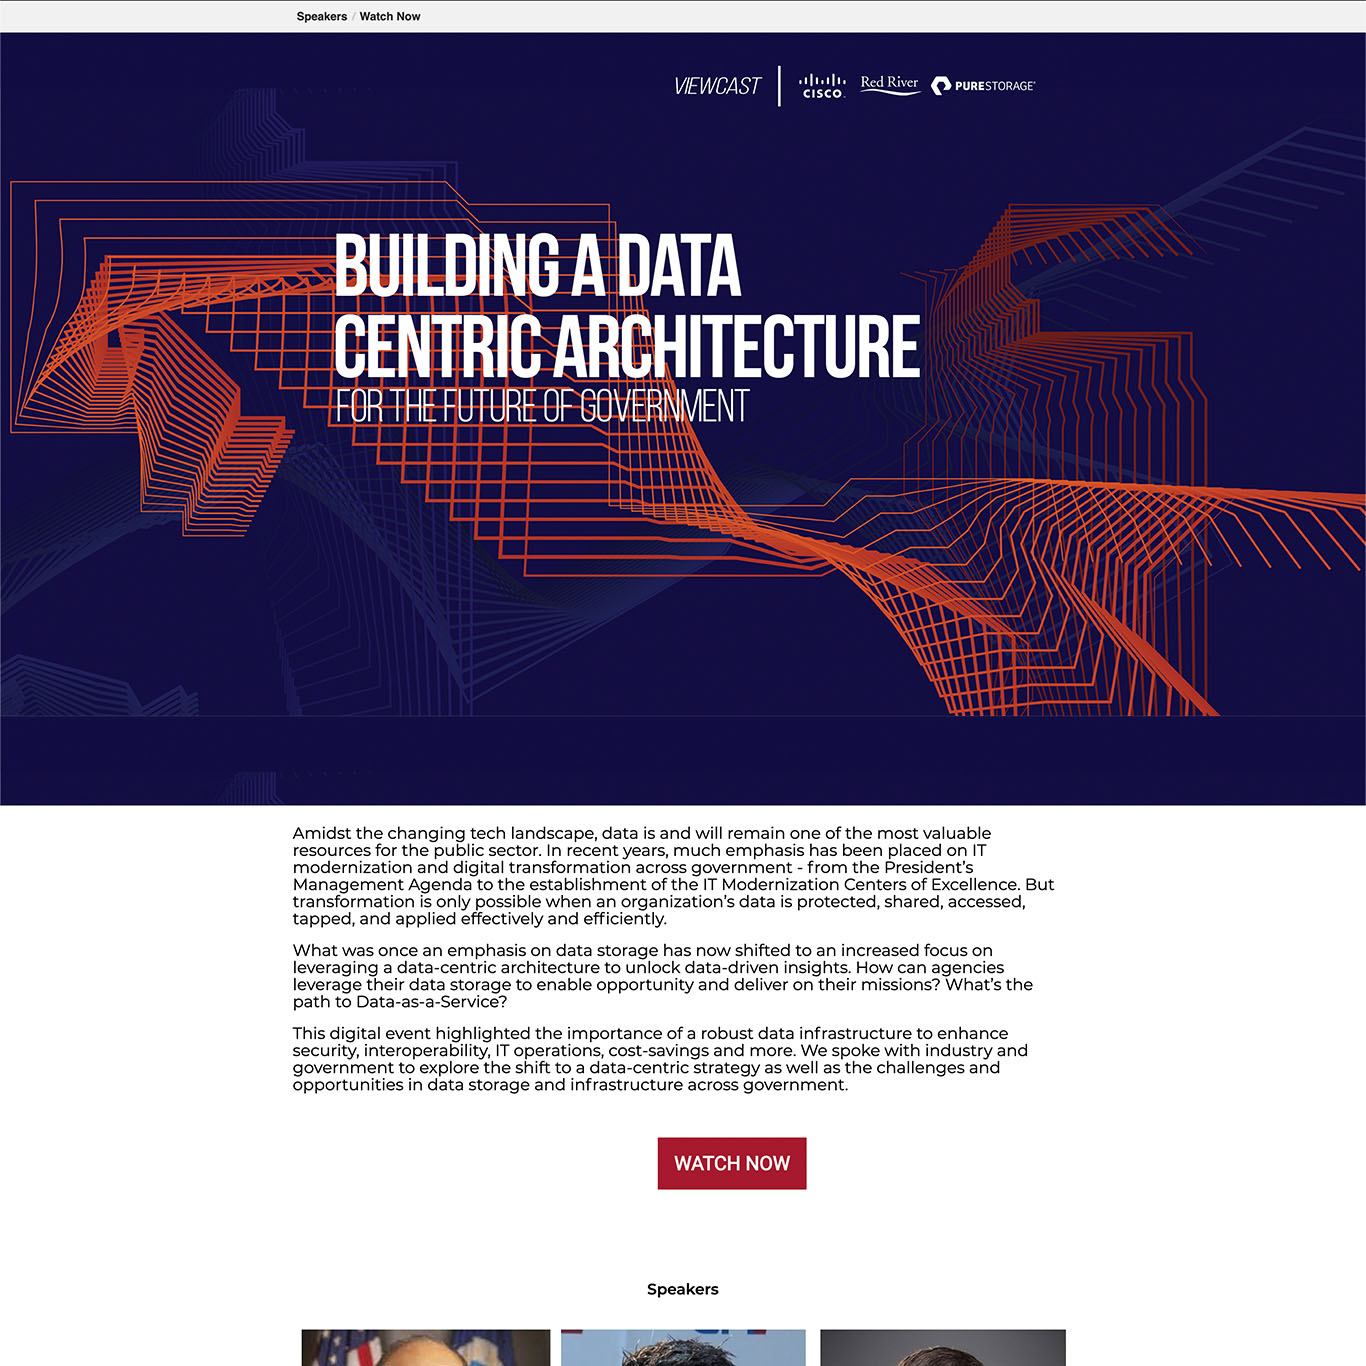 Speakers / Watch Now
VIEWCAST | CISCO Red River PURESTORAGE
BUILDING A DATA
CENTRIC ARCHITECTURE
FOR THE FUTURE OF GOVERNMENT
Amidst the changing tech landscape, data is and will remain one of the most valuable
resources for the public sector. In recent years, much emphasis has been placed on IT
modernization and digital transformation across government - from the President’s
Management Agenda to the establishment of the IT Modernization Centers of Excellence. But
transformation is only possible when an organization’s data is protected, shared, accessed,
tapped, and applied effectively and efficiently.
What was once an emphasis on data storage has now shifted to an increased focus on
leveraging a data-centric architecture to unlock data-driven insights. How can agencies
leverage their data storage to enable opportunity and deliver on their missions? What’s the
path to Data-as-a-Service?
This digital event highlighted the importance of a robust data infrastructure to enhance
security, interoperability, IT operations, cost-savings and more. We spoke with industry and
government to explore the shift to a data-centric strategy as well as the challenges and
opportunities in data storage and infrastructure across government.
WATCH NOW
Speakers